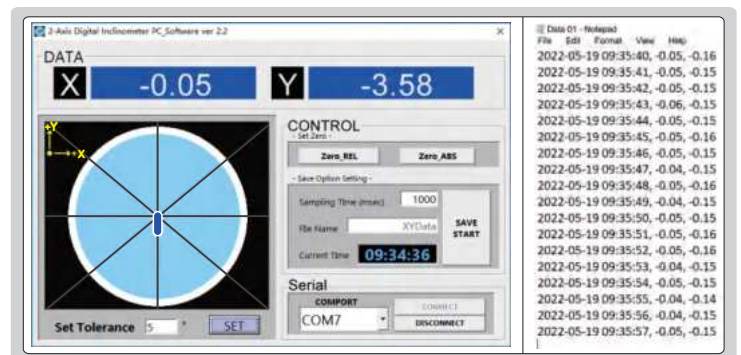 2-Axis Digital Inclinometer PC_Software ver 2.2
DATA
X -0.05 Y -3.58
+Y
+X
CONTROL
- Set Zero -
Zero_REL Zero_ABS
- Save Option Setting -
Sampling Time (msec) 1000
File Name XYData
SAVE START
Current Time 09:34:36
Serial
COMPORT
COM7
CONNECT
DISCONNECT
Set Tolerance 5 ° SET
Data 01 - Notepad
File Edit Format View Help
2022-05-19 09:35:40, -0.05, -0.16
2022-05-19 09:35:41, -0.05, -0.15
2022-05-19 09:35:42, -0.05, -0.15
2022-05-19 09:35:43, -0.06, -0.15
2022-05-19 09:35:44, -0.05, -0.15
2022-05-19 09:35:45, -0.05, -0.16
2022-05-19 09:35:46, -0.05, -0.15
2022-05-19 09:35:47, -0.04, -0.15
2022-05-19 09:35:48, -0.05, -0.16
2022-05-19 09:35:49, -0.04, -0.15
2022-05-19 09:35:50, -0.05, -0.15
2022-05-19 09:35:51, -0.05, -0.16
2022-05-19 09:35:52, -0.05, -0.16
2022-05-19 09:35:53, -0.04, -0.15
2022-05-19 09:35:54, -0.05, -0.15
2022-05-19 09:35:55, -0.04, -0.14
2022-05-19 09:35:56, -0.04, -0.15
2022-05-19 09:35:57, -0.05, -0.15